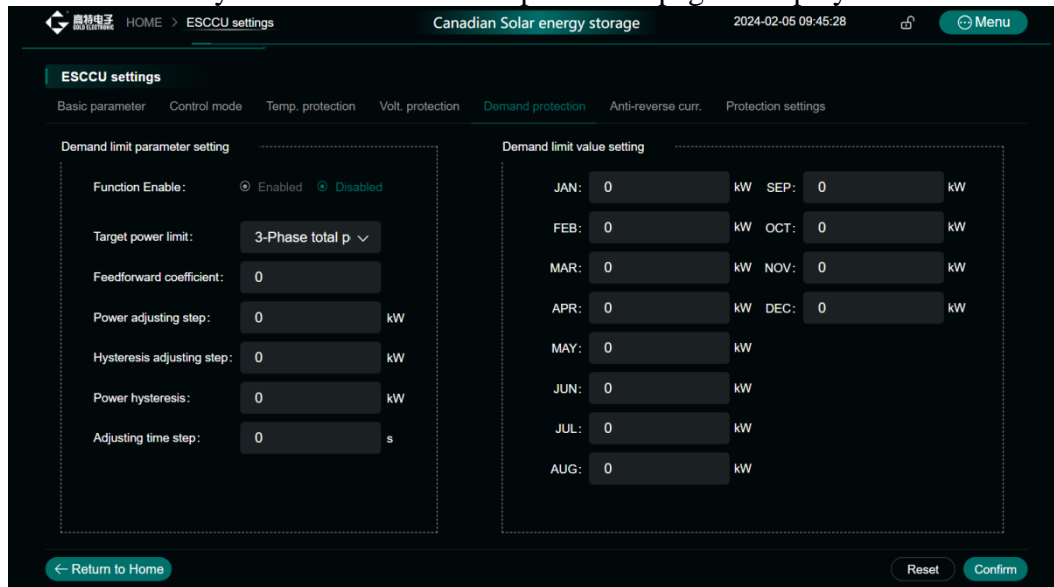 高特电子 HOME > ESCCU settings Canadian Solar energy storage 2024-02-05 09:45:28 Menu
GOLD ELECTRONIC
ESCCU settings
Basic parameter Control mode Temp. protection Volt. protection Demand protection Anti-reverse curr. Protection settings
Demand limit parameter setting
Function Enable: Enabled Disabled
Target power limit: 3-Phase total p
Feedforward coefficient: 0
Power adjusting step: 0 kW
Hysteresis adjusting step: 0 kW
Power hysteresis: 0 kW
Adjusting time step: 0 s
Demand limit value setting
JAN: 0 kW SEP: 0 kW
FEB: 0 kW OCT: 0 kW
MAR: 0 kW NOV: 0 kW
APR: 0 kW DEC: 0 kW
MAY: 0 kW
JUN: 0 kW
JUL: 0 kW
AUG: 0 kW
← Return to Home Reset Confirm